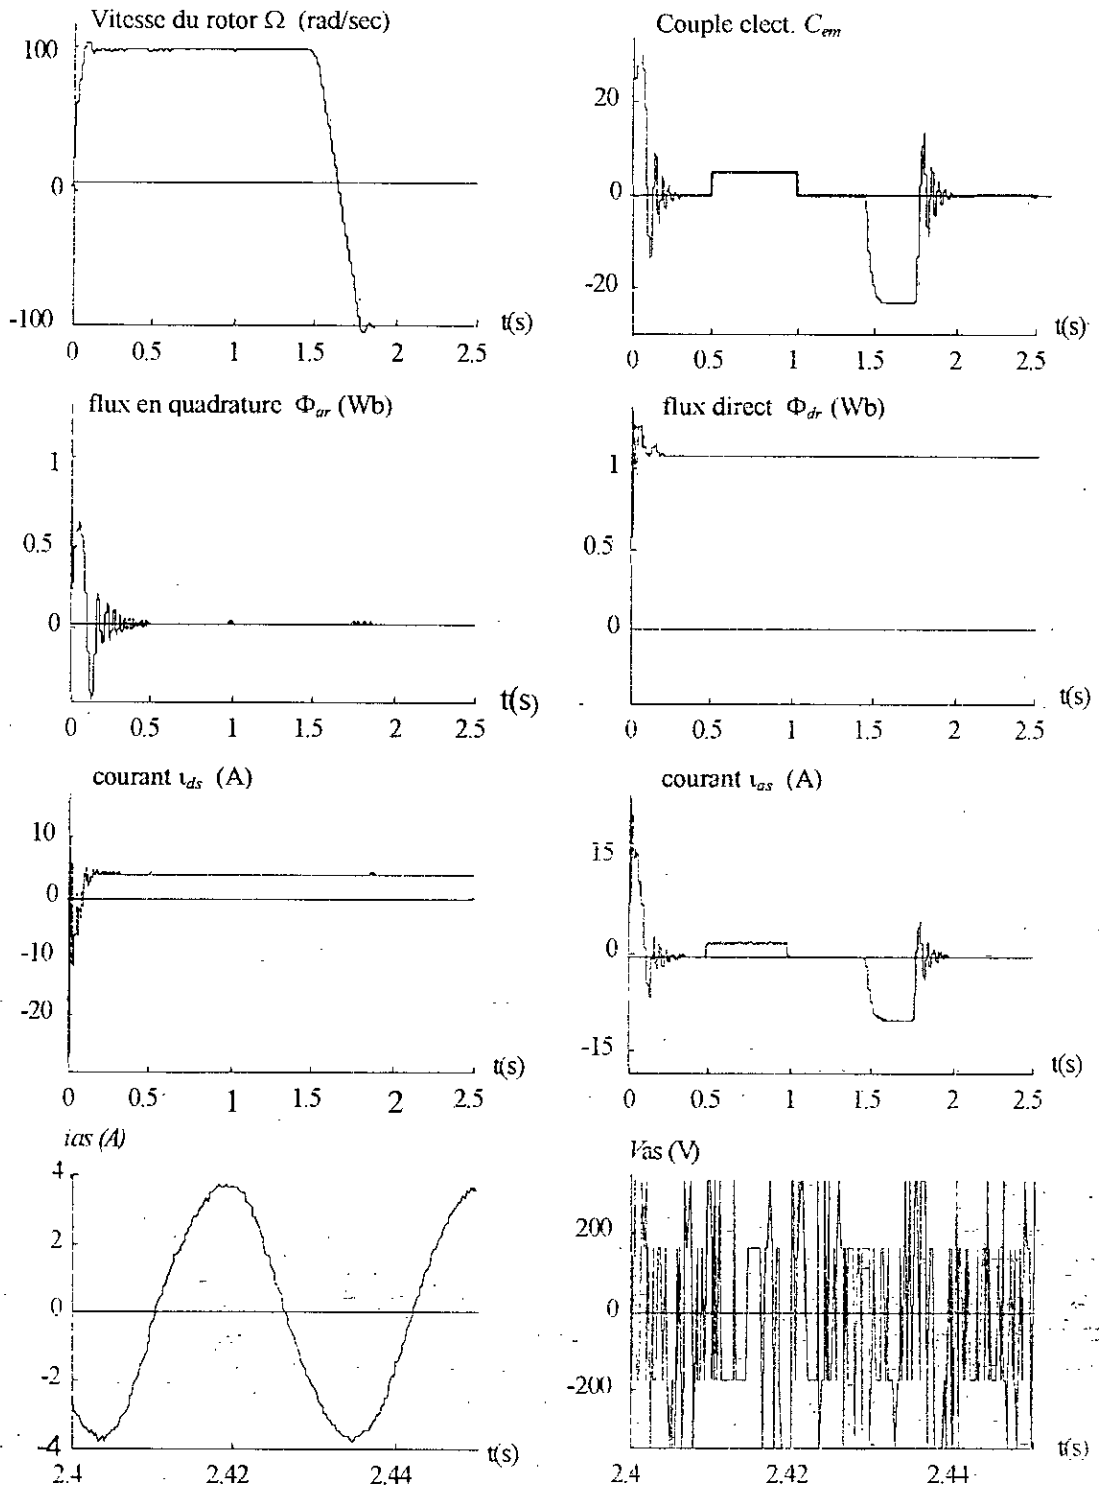 Vitesse du rotor Ω (rad/sec)
Couple elect. Cem
100
0
-100
t(s)
0 0.5 1 1.5 2 2.5
20
0
-20
t(s)
0 0.5 1 1.5 2 2.5
flux en quadrature Φqr (Wb)
flux direct Φdr (Wb)
1
0.5
0
t(s)
0 0.5 1 1.5 2 2.5
1
0.5
0
t(s)
0 0.5 1 1.5 2 2.5
courant ids (A)
courant iqs (A)
10
0
-10
-20
t(s)
0 0.5 1 1.5 2 2.5
15
0
-15
t(s)
0 0.5 1 1.5 2 2.5
ias (A)
Vas (V)
4
2
0
-2
-4
t(s)
2.4 2.42 2.44
200
0
-200
t(s)
2.4 2.42 2.44